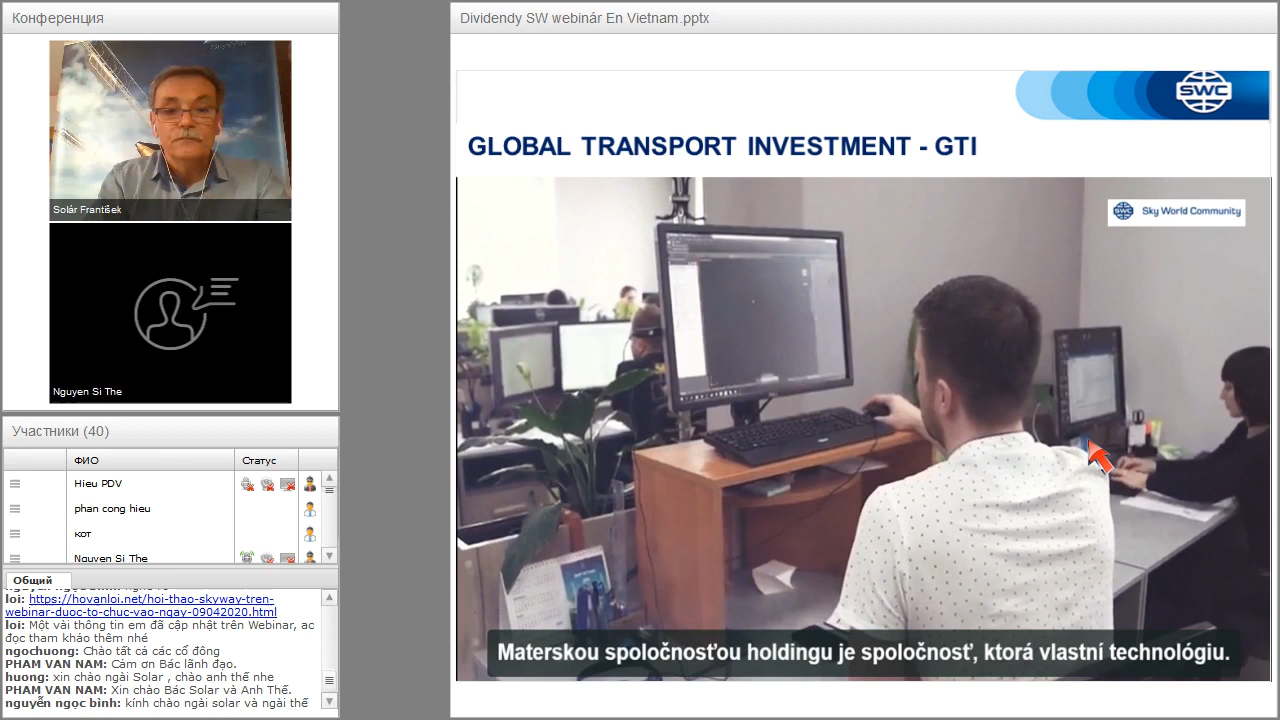 Конференция
Solár František
Nguyen Si The
Участники (40)
ФИО
Статус
Hieu PDV
phan cong hieu
кот
Nguyen Si The
Общий
loi: https://hovanloi.net/hoi-thao-skyway-tren-
webinar-duoc-to-chuc-vao-ngay-09042020.html
loi: Một vài thông tin em đã cập nhật trên Webinar, ac
đọc tham khảo thêm nhé
ngochuong: Chào tất cả các cổ đông
PHAM VAN NAM: Cám ơn Bác lãnh đạo.
huong: xin chào ngài Solar , chào anh thế nhe
PHAM VAN NAM: Xin chào Bác Solar và Anh Thế.
nguyễn ngọc bình: kính chào ngài solar và ngài thế
Dividendy SW webinár En Vietnam.pptx
SWC
GLOBAL TRANSPORT INVESTMENT - GTI
SWC Sky World Community
Materskou spoločnosťou holdingu je spoločnosť, ktorá vlastní technológiu.